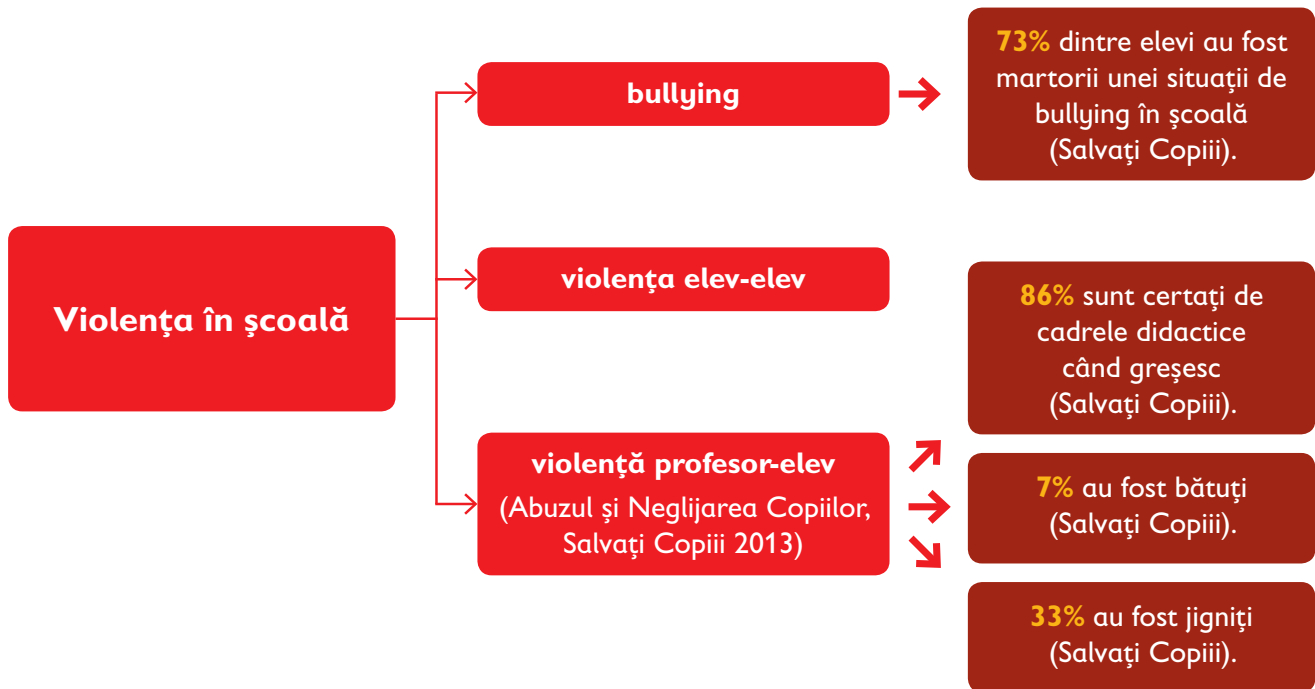 Violența în școală
bullying
73% dintre elevi au fost
martorii unei situații de
bullying în școală
(Salvați Copiii).
violența elev-elev
violență profesor-elev
(Abuzul și Neglijarea Copiilor,
Salvați Copiii 2013)
86% sunt certați de
cadrele didactice
când greșesc
(Salvați Copiii).
7% au fost bătuți
(Salvați Copiii).
33% au fost jigniți
(Salvați Copiii).